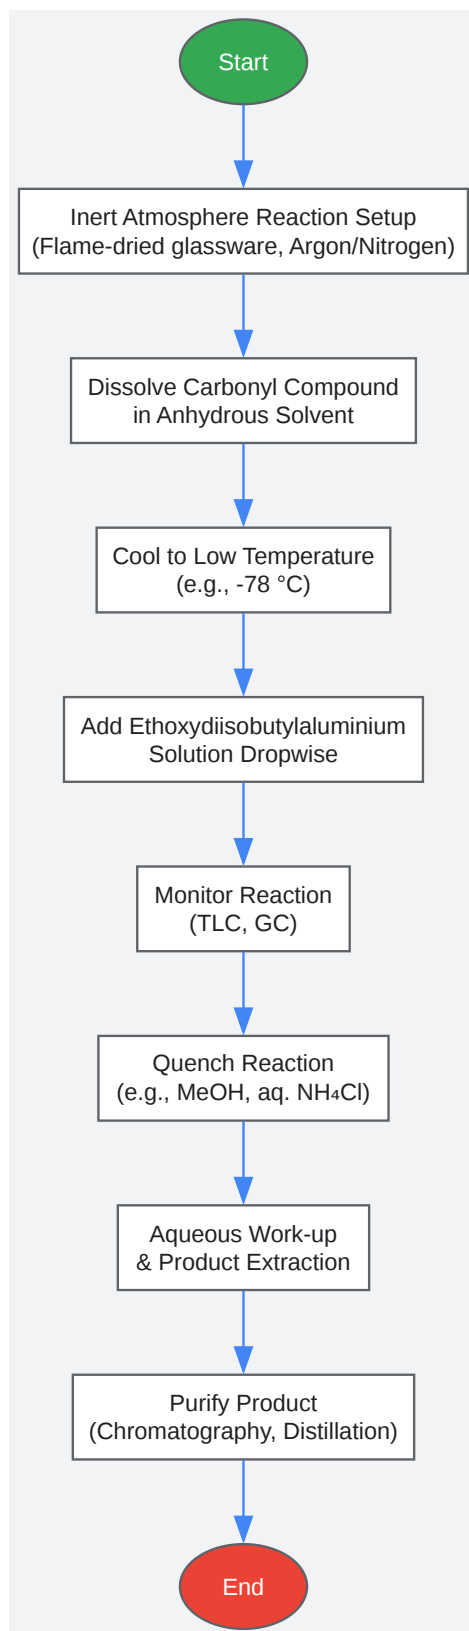 Start
Inert Atmosphere Reaction Setup
(Flame-dried glassware, Argon/Nitrogen)
Dissolve Carbonyl Compound
in Anhydrous Solvent
Cool to Low Temperature
(e.g., -78 °C)
Add Ethoxydiisobutylaluminium
Solution Dropwise
Monitor Reaction
(TLC, GC)
Quench Reaction
(e.g., MeOH, aq. NH₄Cl)
Aqueous Work-up
& Product Extraction
Purify Product
(Chromatography, Distillation)
End